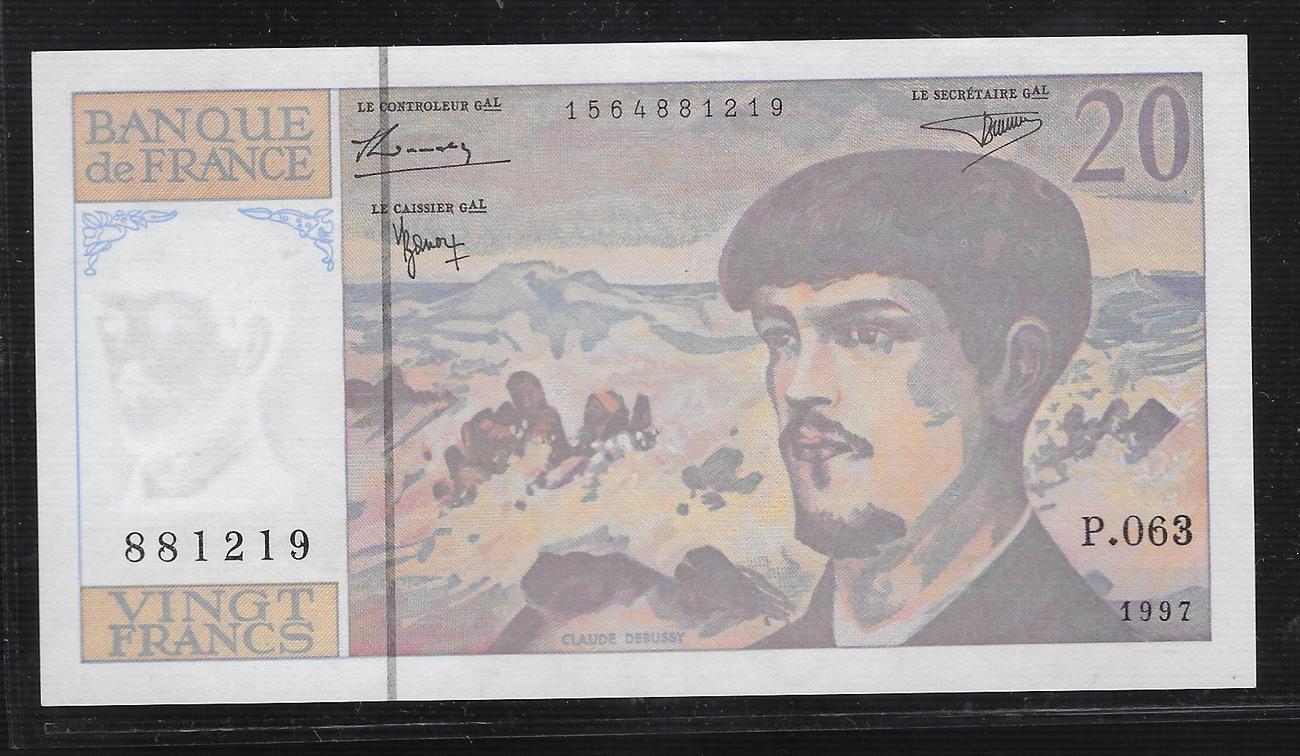 BANQUE
de FRANCE
LE CONTROLEUR GAL
1564881219
LE SECRÉTAIRE GAL
20
LE CAISSIER GAL
881219
P.063
VINGT
FRANCS
1997
CLAUDE DEBUSSY